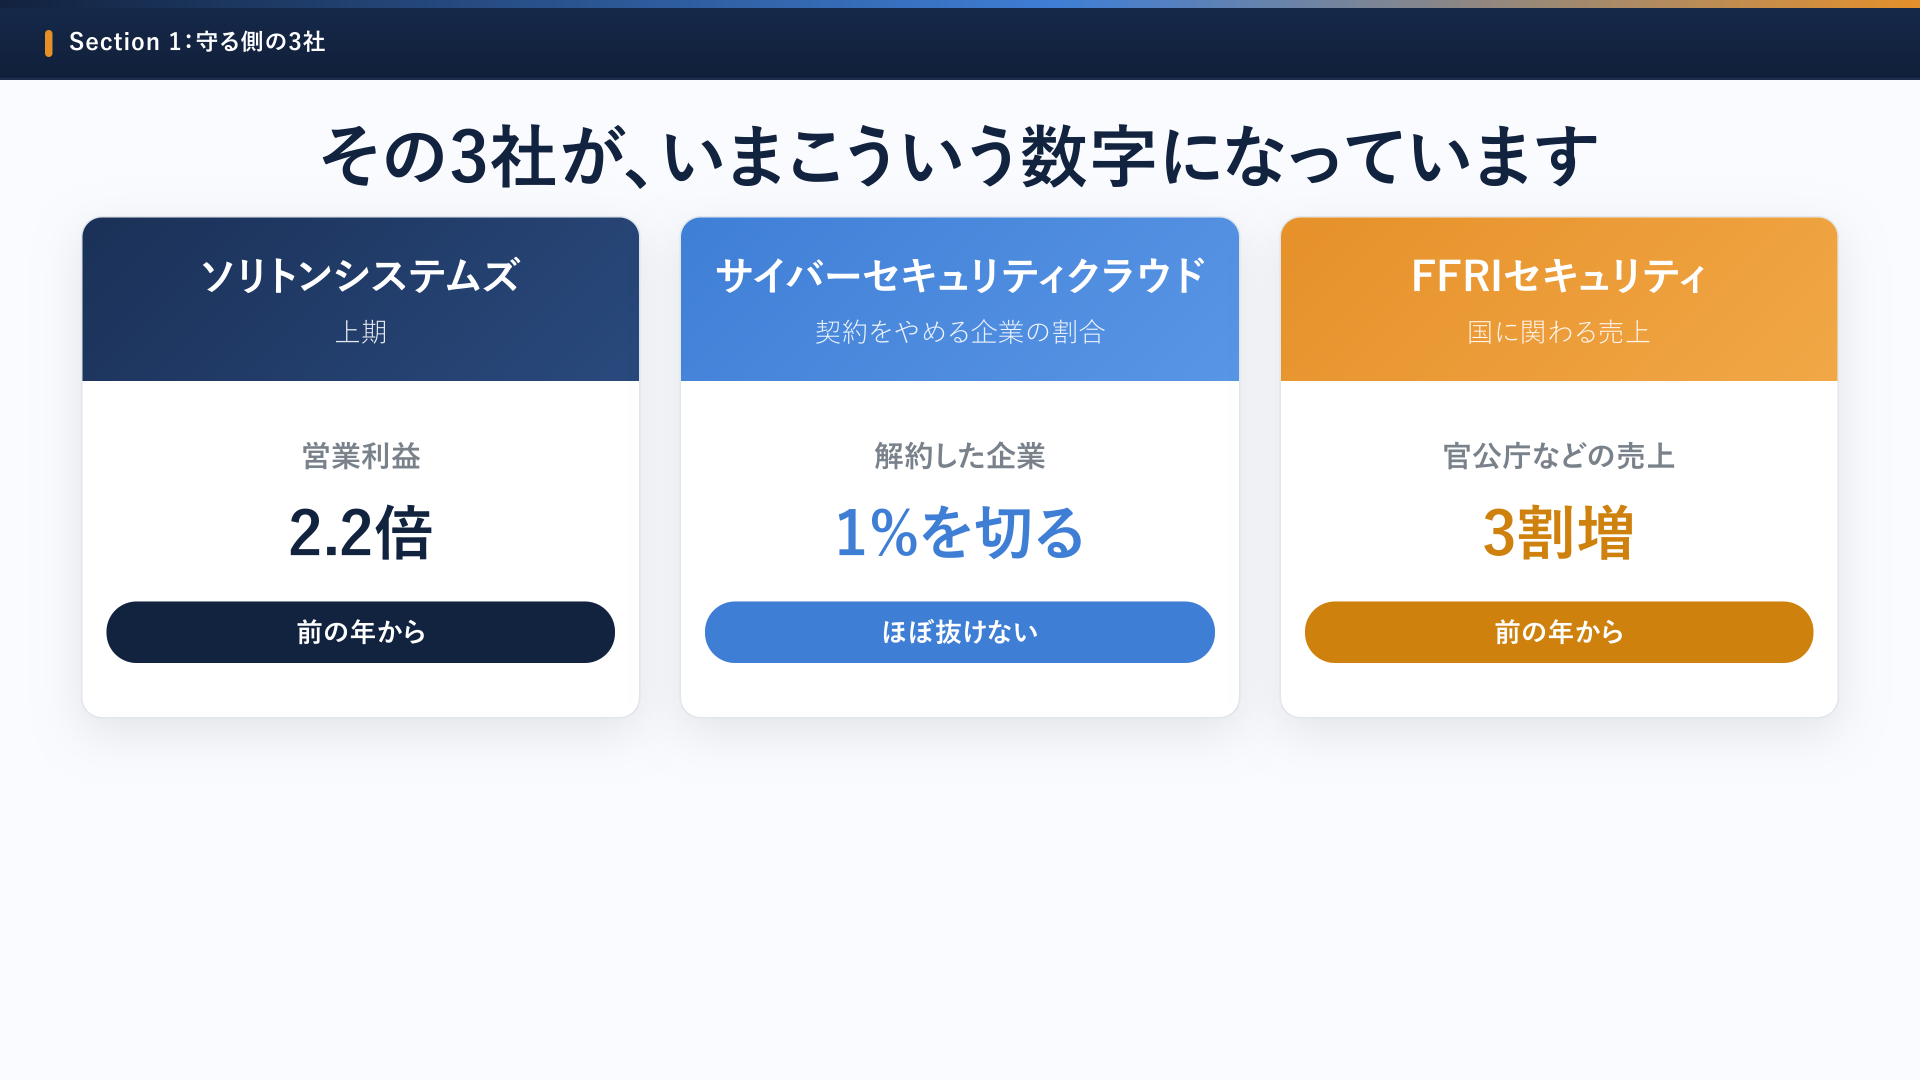 Section 1：守る側の3社
その3社が、いまこういう数字になっています
ソリトンシステムズ
上期
営業利益
2.2倍
前の年から
サイバーセキュリティクラウド
契約をやめる企業の割合
解約した企業
1%を切る
ほぼ抜けない
FFRIセキュリティ
国に関わる売上
官公庁などの売上
3割増
前の年から